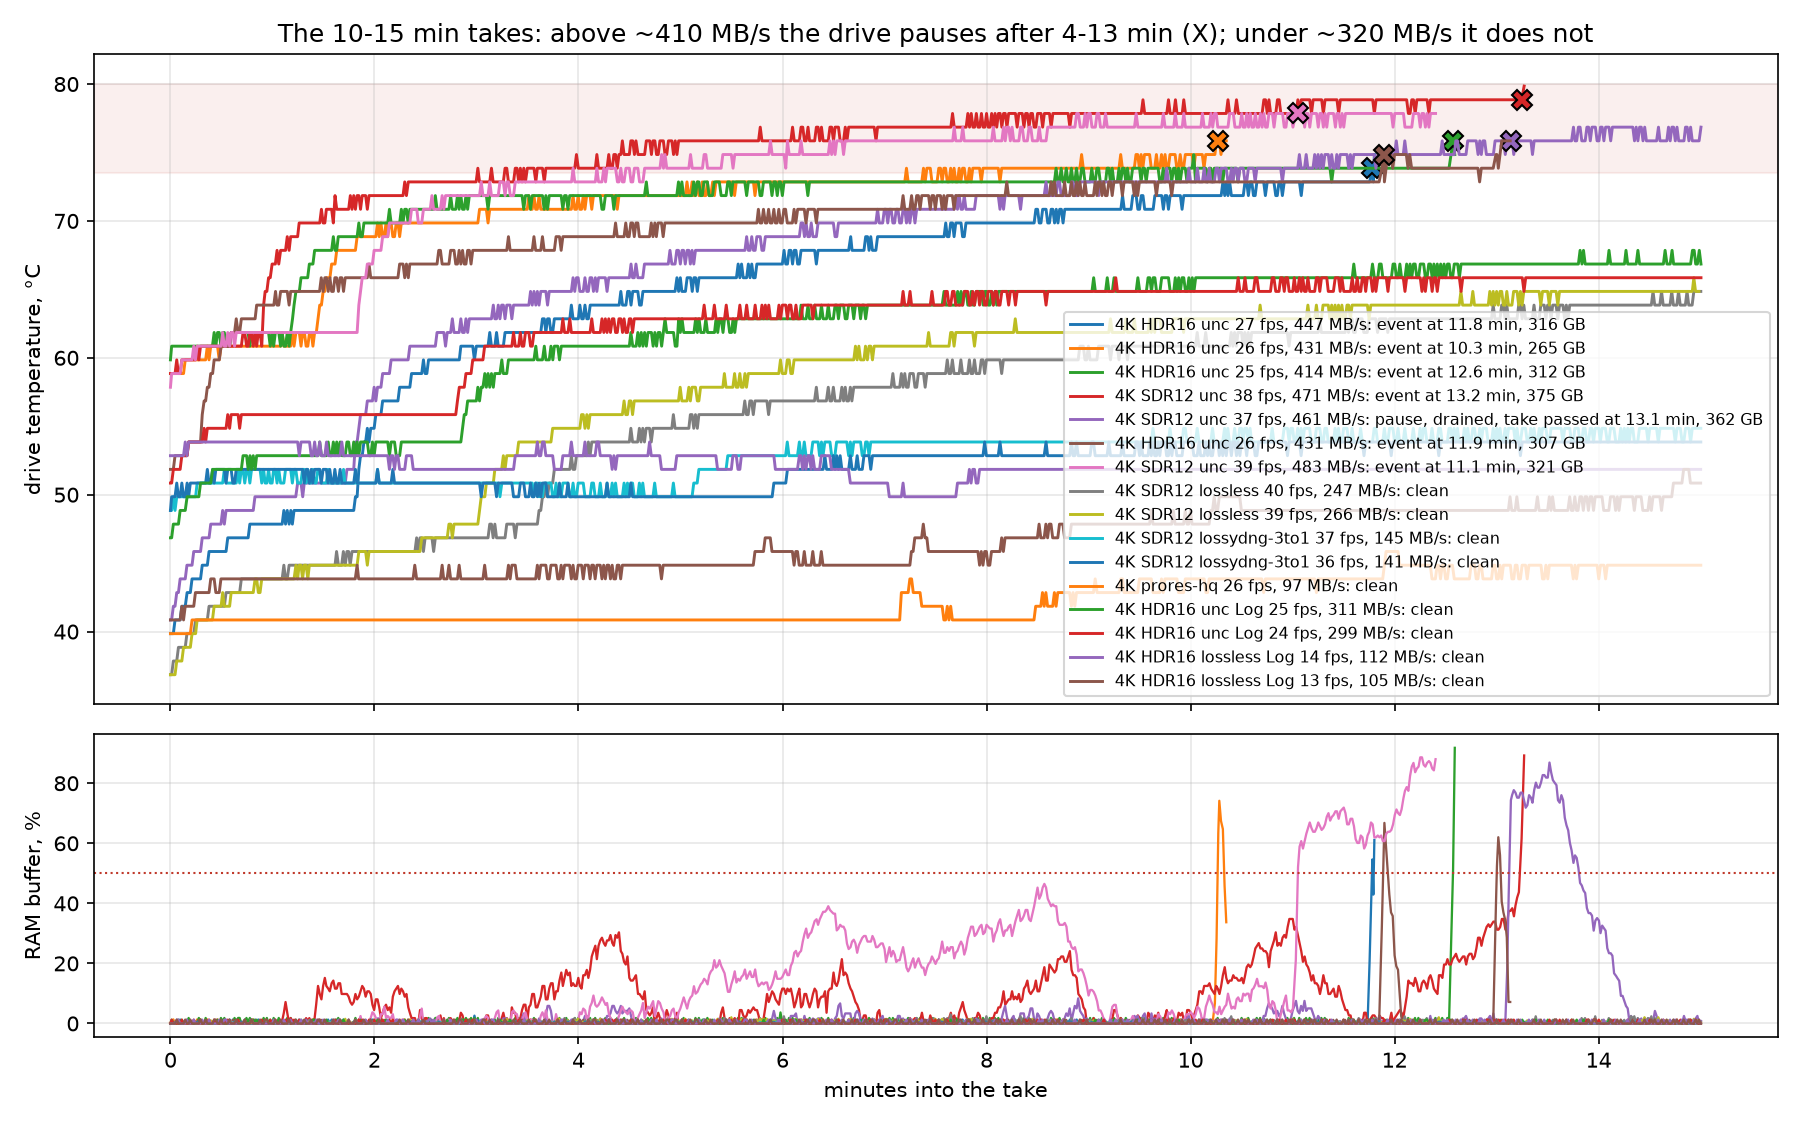 The 10-15 min takes: above ~410 MB/s the drive pauses after 4-13 min (X); under ~320 MB/s it does not
80
70
60
50
40
drive temperature, °C
4K HDR16 unc 27 fps, 447 MB/s: event at 11.8 min, 316 GB
4K HDR16 unc 26 fps, 431 MB/s: event at 10.3 min, 265 GB
4K HDR16 unc 25 fps, 414 MB/s: event at 12.6 min, 312 GB
4K SDR12 unc 38 fps, 471 MB/s: event at 13.2 min, 375 GB
4K SDR12 unc 37 fps, 461 MB/s: pause, drained, take passed at 13.1 min, 362 GB
4K HDR16 unc 26 fps, 431 MB/s: event at 11.9 min, 307 GB
4K SDR12 unc 39 fps, 483 MB/s: event at 11.1 min, 321 GB
4K SDR12 lossless 40 fps, 247 MB/s: clean
4K SDR12 lossless 39 fps, 266 MB/s: clean
4K SDR12 lossydng-3to1 37 fps, 145 MB/s: clean
4K SDR12 lossydng-3to1 36 fps, 141 MB/s: clean
4K prores-hq 26 fps, 97 MB/s: clean
4K HDR16 unc Log 25 fps, 311 MB/s: clean
4K HDR16 unc Log 24 fps, 299 MB/s: clean
4K HDR16 lossless Log 14 fps, 112 MB/s: clean
4K HDR16 lossless Log 13 fps, 105 MB/s: clean
80
60
40
20
0
RAM buffer, %
0 2 4 6 8 10 12 14
minutes into the take